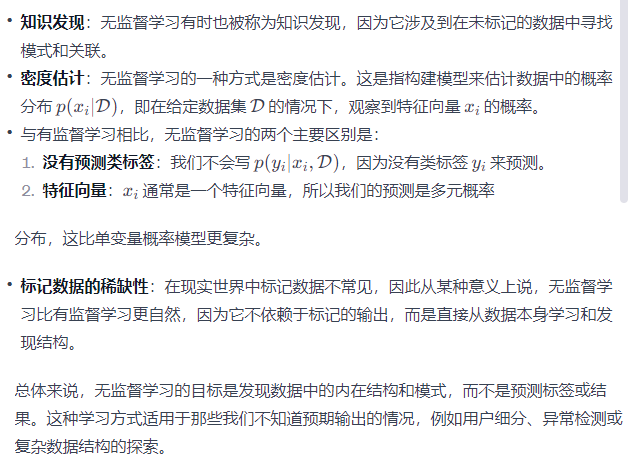 • 知识发现：无监督学习有时也被称为知识发现，因为它涉及到在未标记的数据中寻找
模式和关联。
• 密度估计：无监督学习的一种方式是密度估计。这是指构建模型来估计数据中的概率
分布 p(xᵢ|𝒟)，即在给定数据集 𝒟 的情况下，观察到特征向量 xᵢ 的概率。
• 与有监督学习相比，无监督学习的两个主要区别是：
1. 没有预测类标签：我们不会写 p(yᵢ|xᵢ, 𝒟)，因为没有类标签 yᵢ 来预测。
2. 特征向量：xᵢ 通常是一个特征向量，所以我们的预测是多元概率
分布，这比单变量概率模型更复杂。
• 标记数据的稀缺性：在现实世界中标记数据不常见，因此从某种意义上说，无监督学
习比有监督学习更自然，因为它不依赖于标记的输出，而是直接从数据本身学习和发
现结构。
总体来说，无监督学习的目标是发现数据中的内在结构和模式，而不是预测标签或结
果。这种学习方式适用于那些我们不知道预期输出的情况，例如用户细分、异常检测或
复杂数据结构的探索。